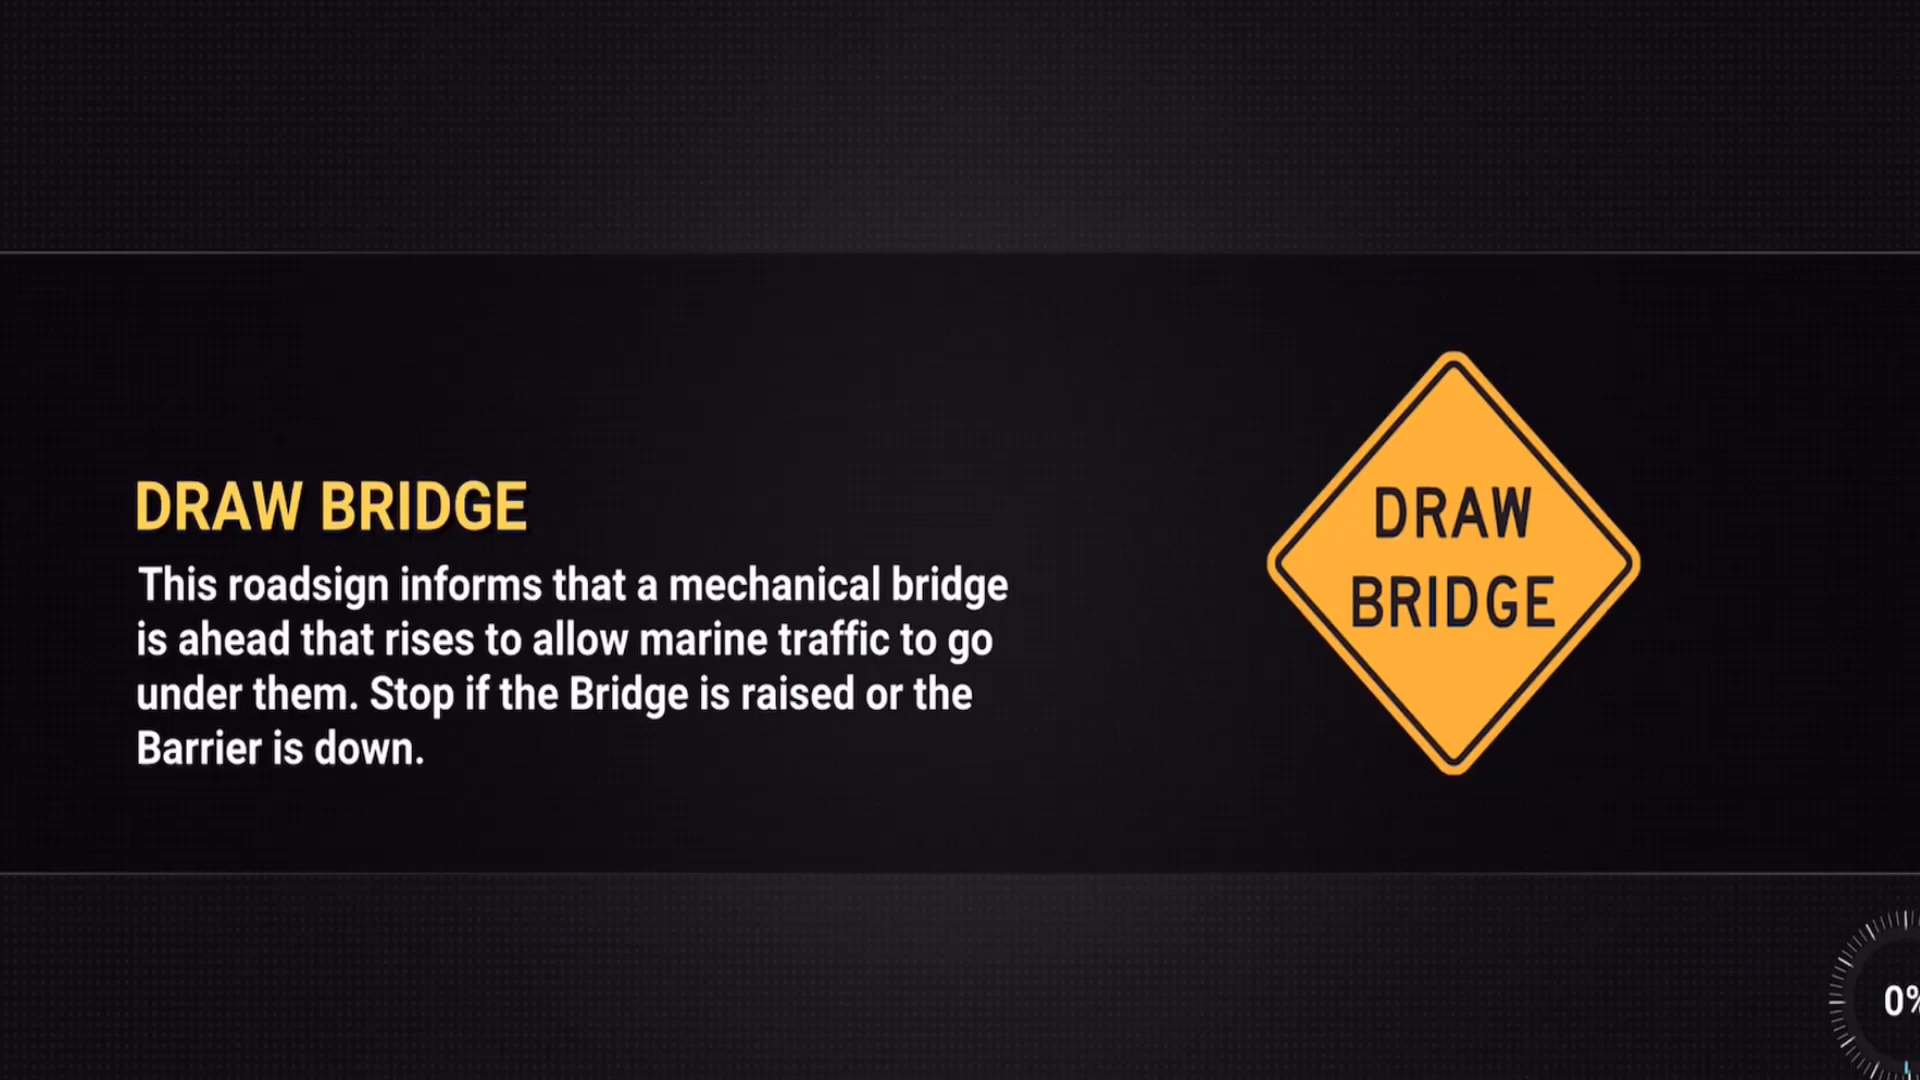 DRAW BRIDGE
This roadsign informs that a mechanical bridge
is ahead that rises to allow marine traffic to go
under them. Stop if the Bridge is raised or the
Barrier is down.
DRAW
BRIDGE
0%